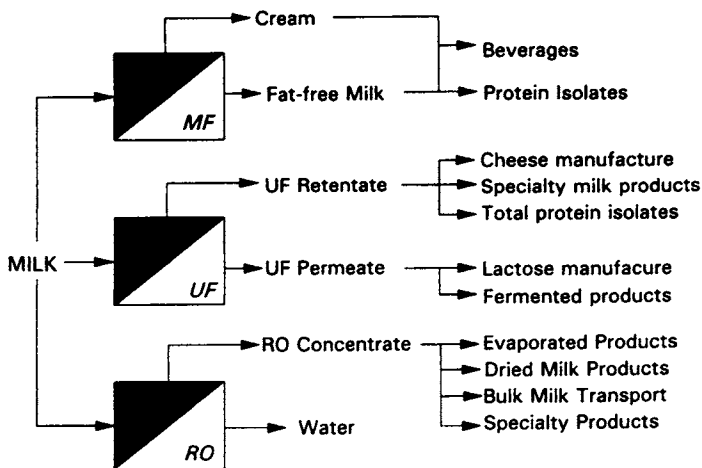 Cream
Beverages
Fat-free Milk
Protein Isolates
MF
Cheese manufacture
UF Retentate
Specialty milk products
Total protein isolates
MILK
UF Permeate
Lactose manufacure
UF
Fermented products
RO Concentrate
Evaporated Products
Dried Milk Products
Bulk Milk Transport
Water
Specialty Products
RO